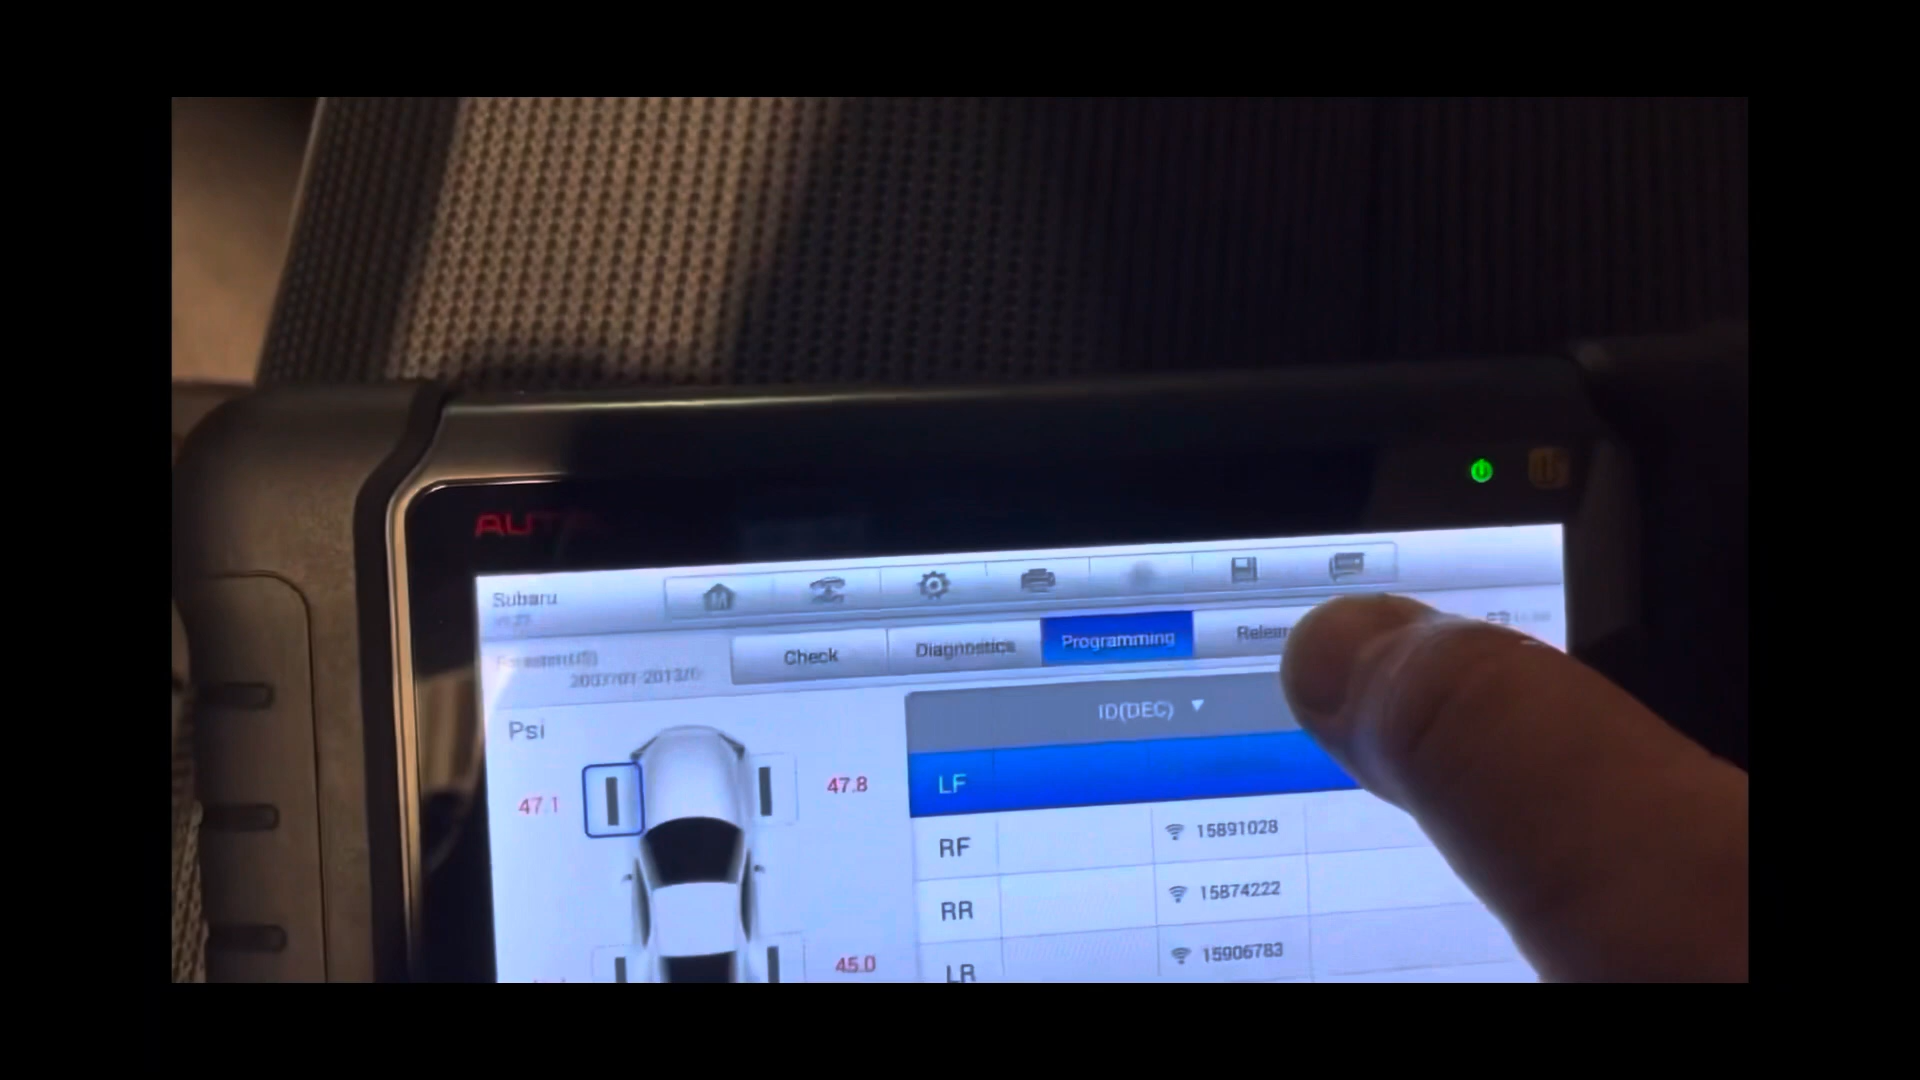 Subaru
Check
Diagnostics
Programming
Psi
ID(DEC)
47.1
47.8
LF
RF
15891028
RR
15874222
45.0
LR
15906783